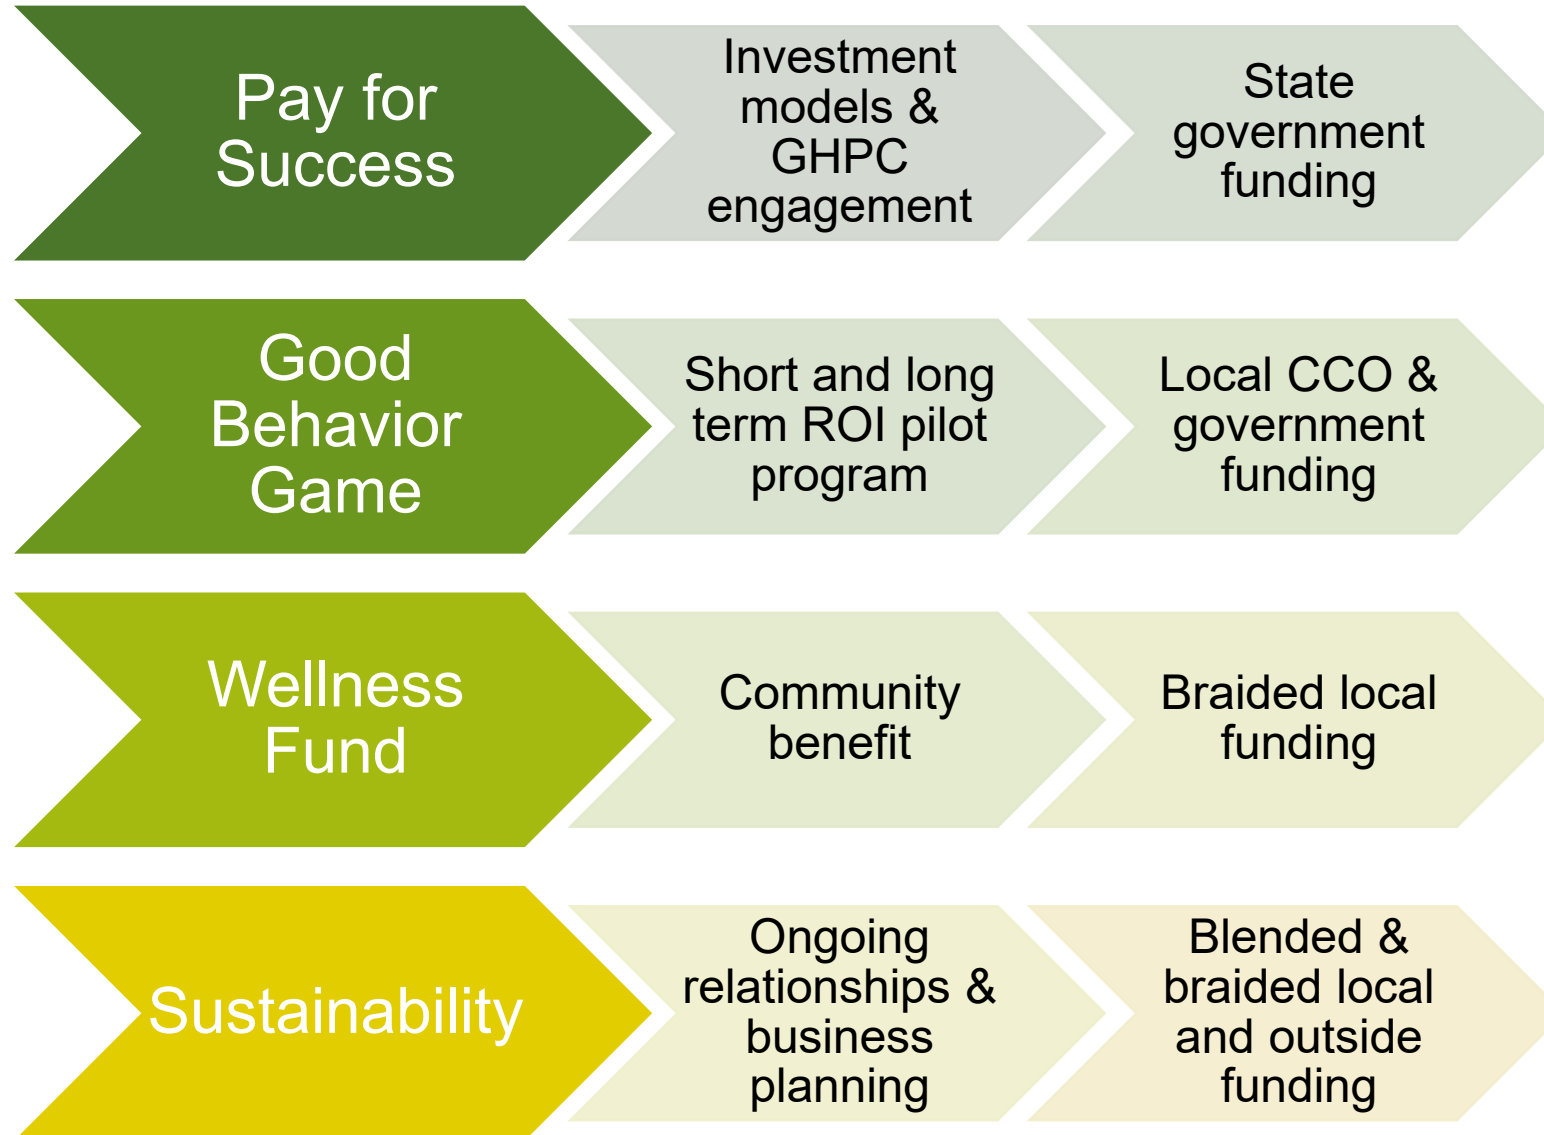 Pay for
Success
Investment
models &
GHPC
engagement
State
government
funding
Good
Behavior
Game
Short and long
term ROI pilot
program
Local CCO &
government
funding
Wellness
Fund
Community
benefit
Braided local
funding
Sustainability
Ongoing
relationships &
business
planning
Blended &
braided local
and outside
funding